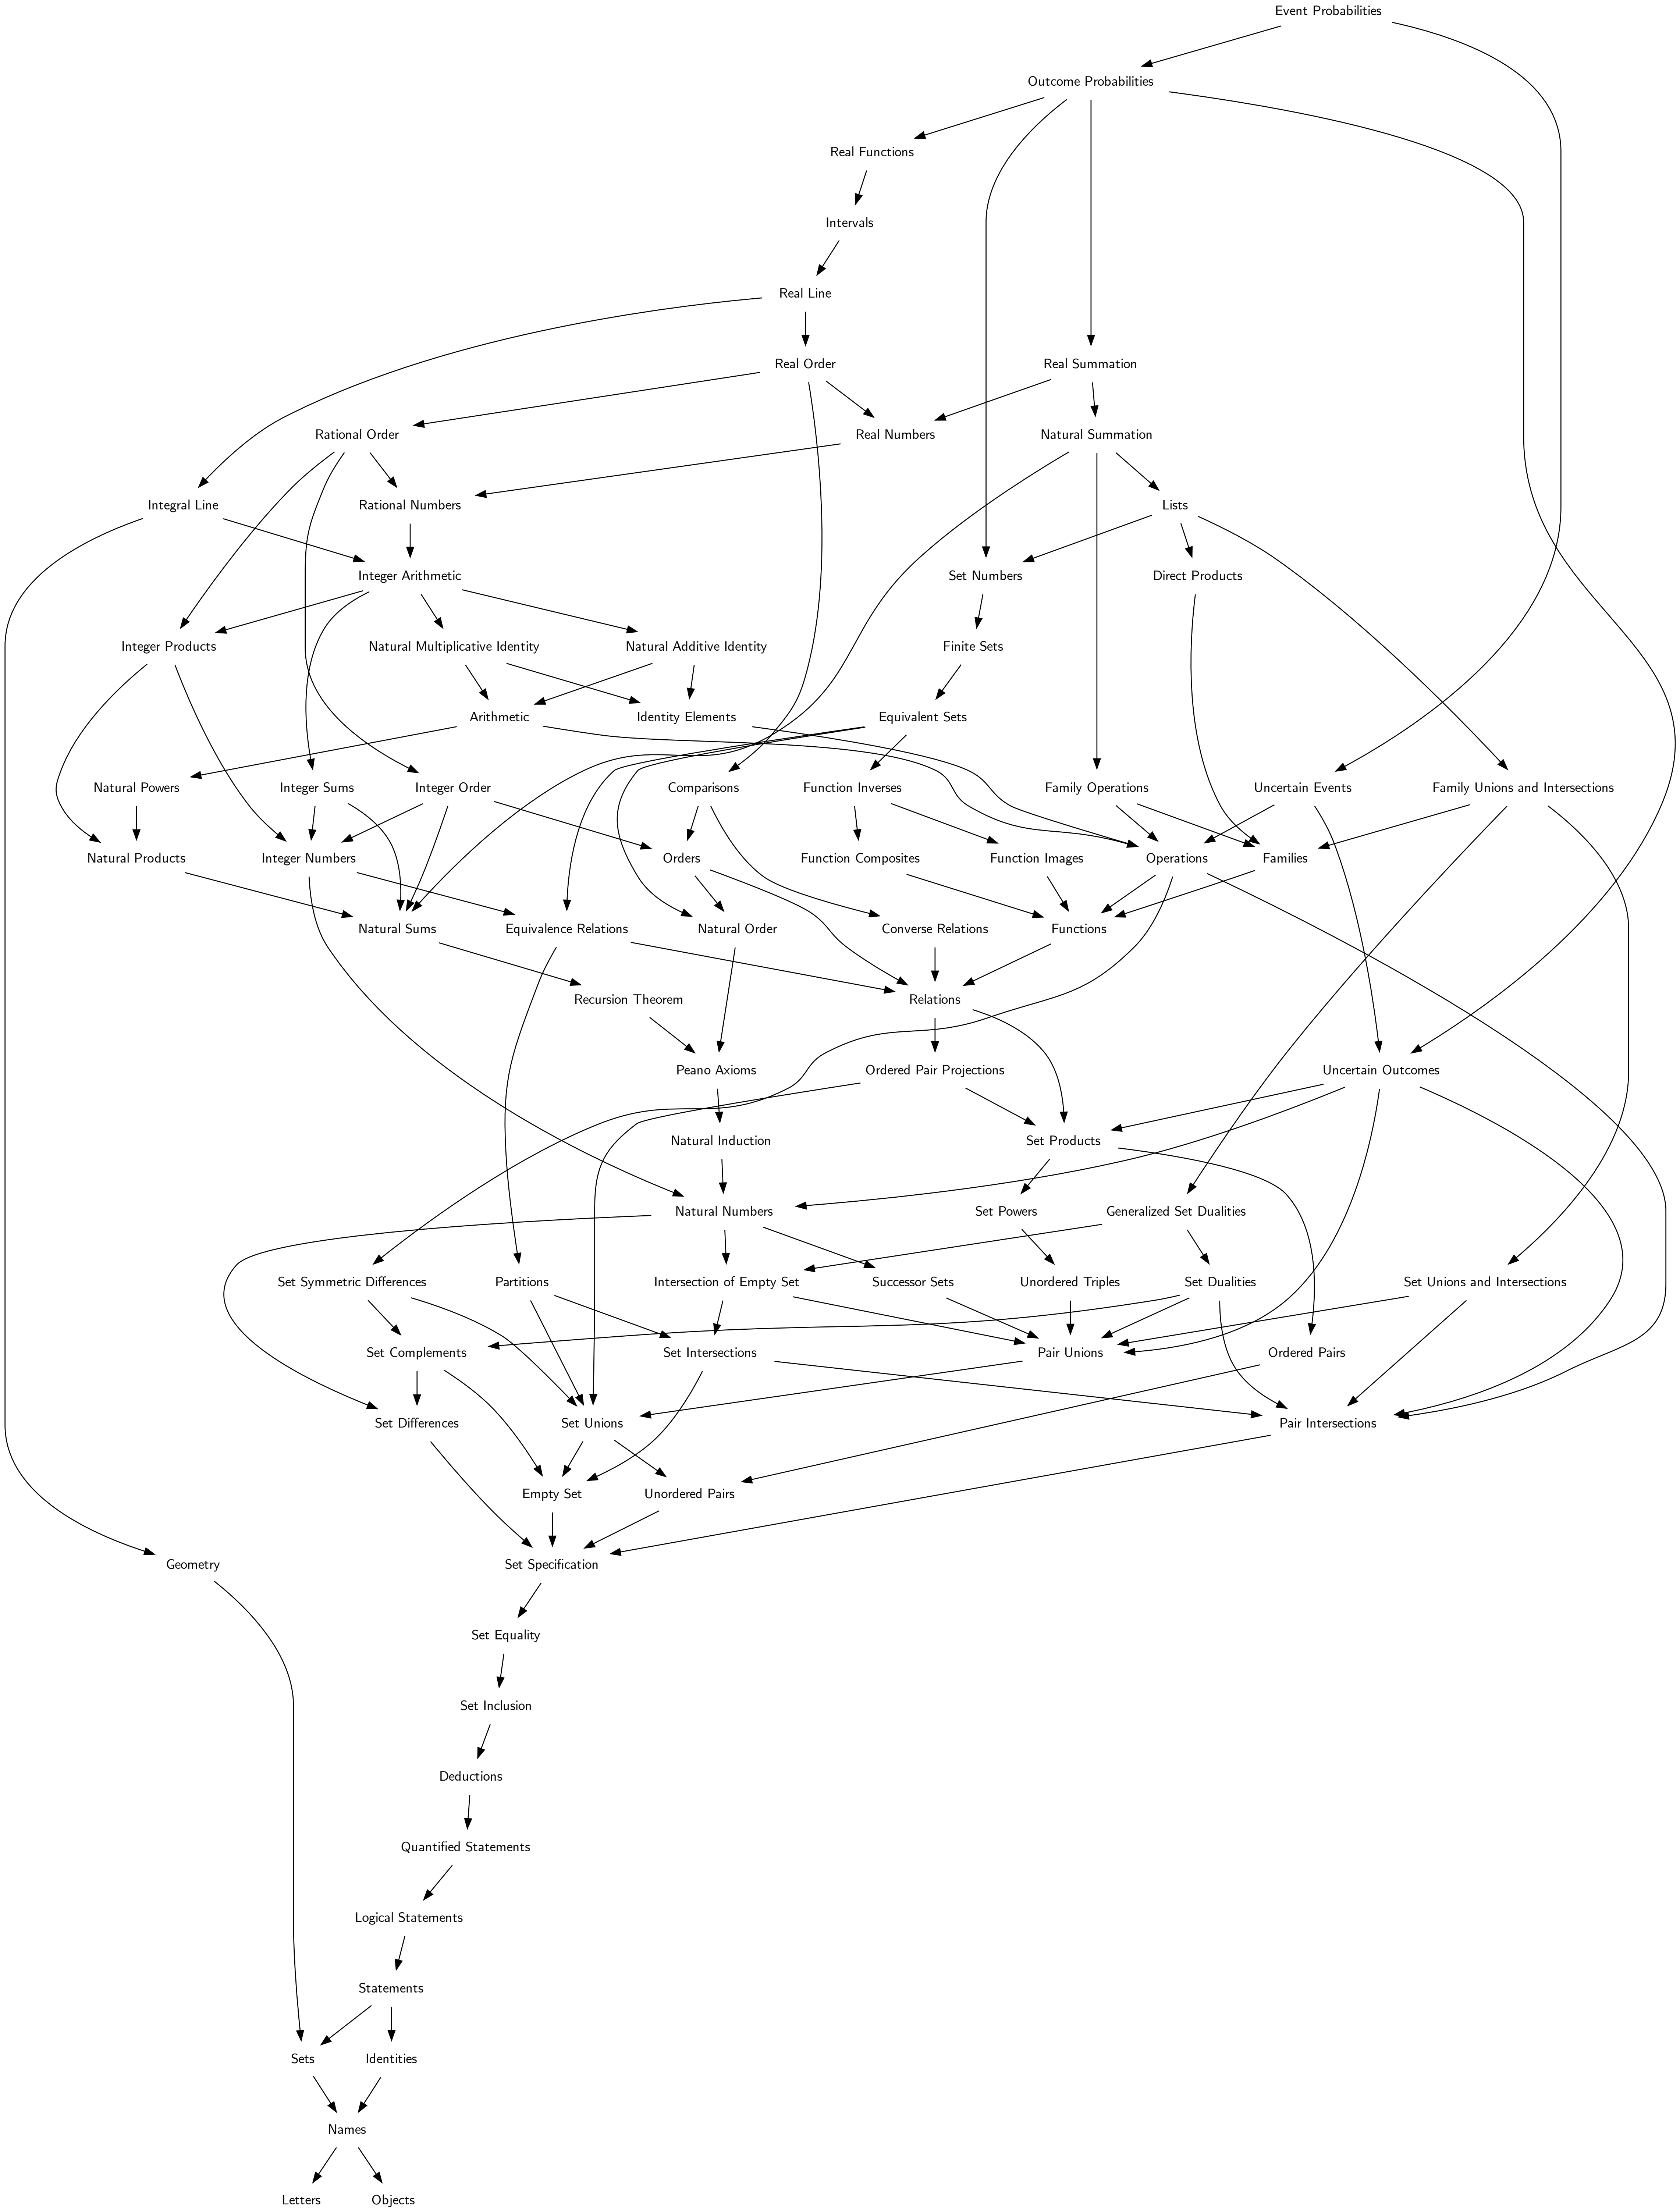 Event Probabilities
Outcome Probabilities
Real Functions
Intervals
Real Line
Real Order
Real Summation
Rational Order
Real Numbers
Natural Summation
Integral Line
Rational Numbers
Lists
Integer Arithmetic
Set Numbers
Direct Products
Integer Products
Natural Multiplicative Identity
Natural Additive Identity
Finite Sets
Arithmetic
Identity Elements
Equivalent Sets
Natural Powers
Integer Sums
Integer Order
Comparisons
Function Inverses
Family Operations
Uncertain Events
Family Unions and Intersections
Natural Products
Integer Numbers
Orders
Function Composites
Function Images
Operations
Families
Natural Sums
Equivalence Relations
Natural Order
Converse Relations
Functions
Recursion Theorem
Relations
Peano Axioms
Ordered Pair Projections
Uncertain Outcomes
Natural Induction
Set Products
Natural Numbers
Set Powers
Generalized Set Dualities
Set Symmetric Differences
Partitions
Intersection of Empty Set
Successor Sets
Unordered Triples
Set Dualities
Set Unions and Intersections
Set Complements
Set Intersections
Pair Unions
Ordered Pairs
Set Differences
Set Unions
Pair Intersections
Empty Set
Unordered Pairs
Geometry
Set Specification
Set Equality
Set Inclusion
Deductions
Quantified Statements
Logical Statements
Statements
Sets
Identities
Names
Letters
Objects